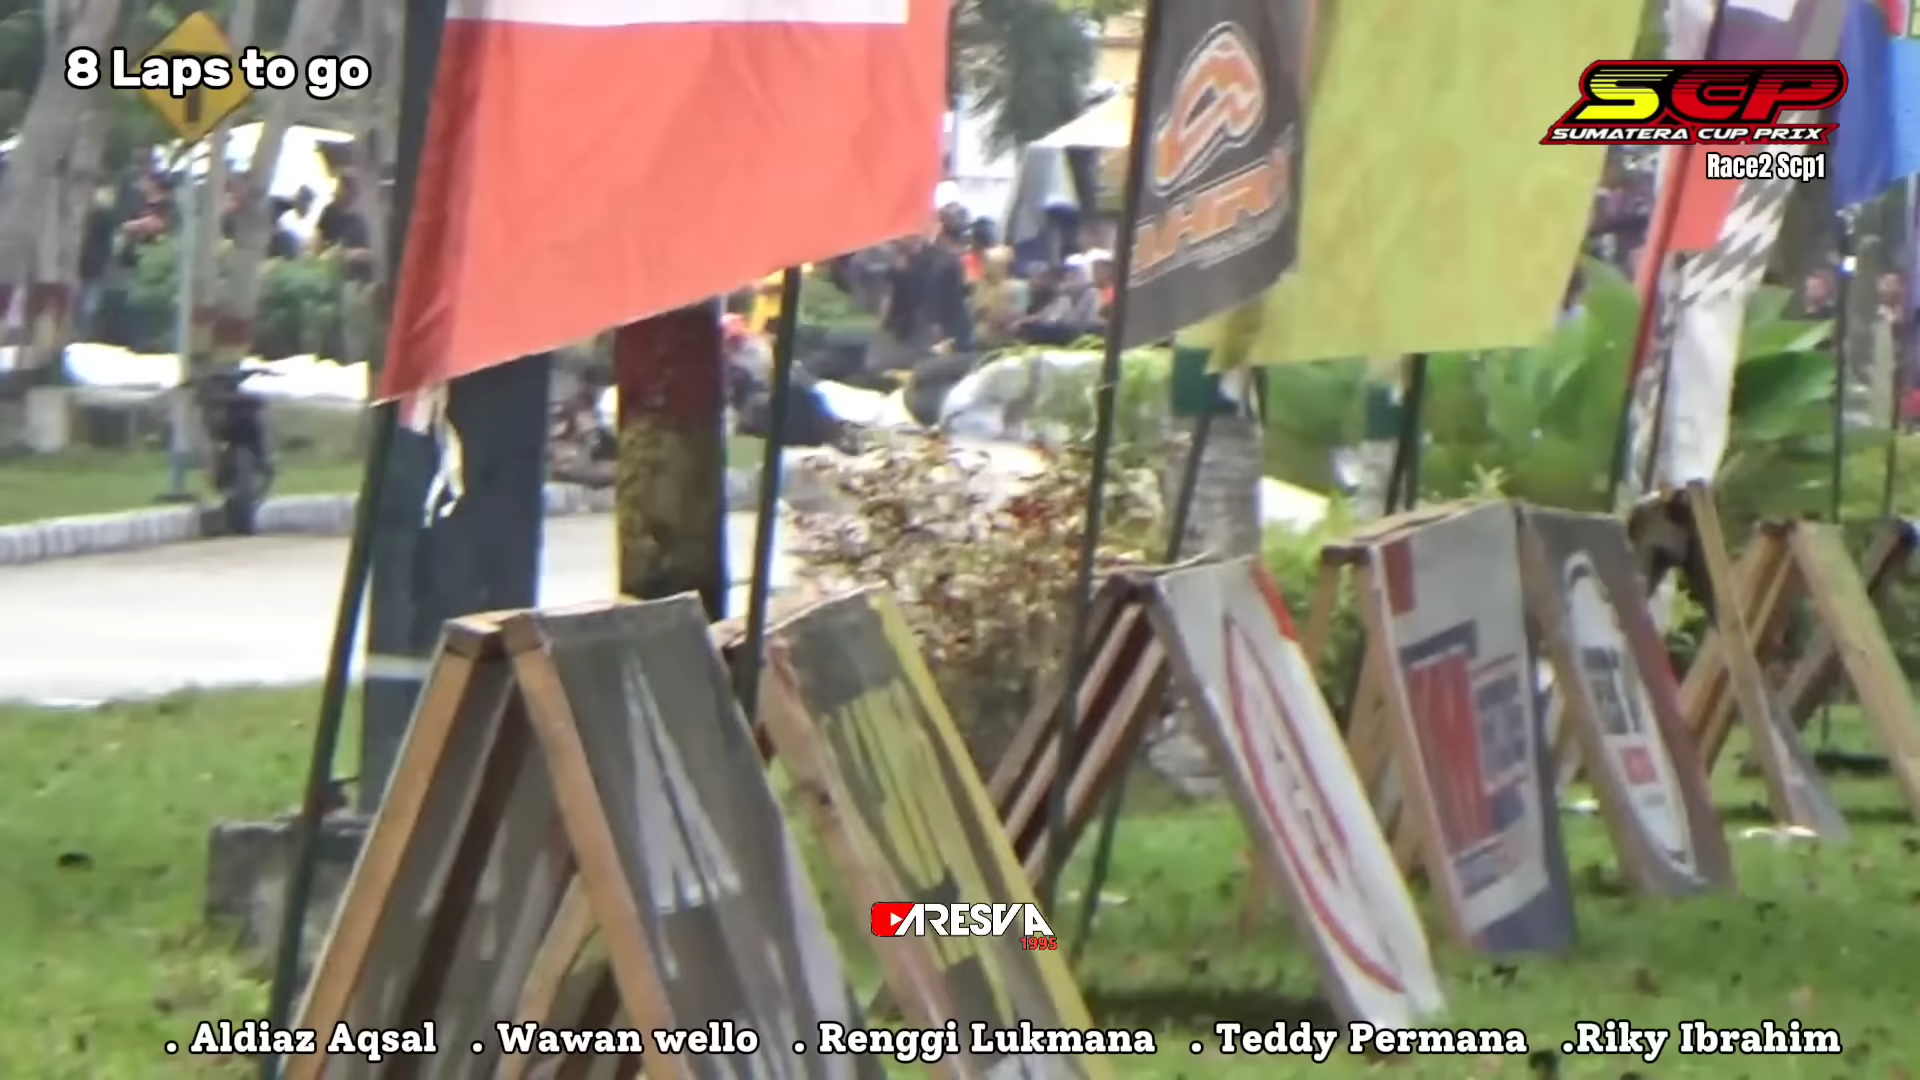 8 Laps to go
SCP
SUMATERA CUP PRIX
Race2 Scp1
ARESVA
1995
. Aldiaz Aqsal . Wawan wello . Renggi Lukmana . Teddy Permana .Riky Ibrahim